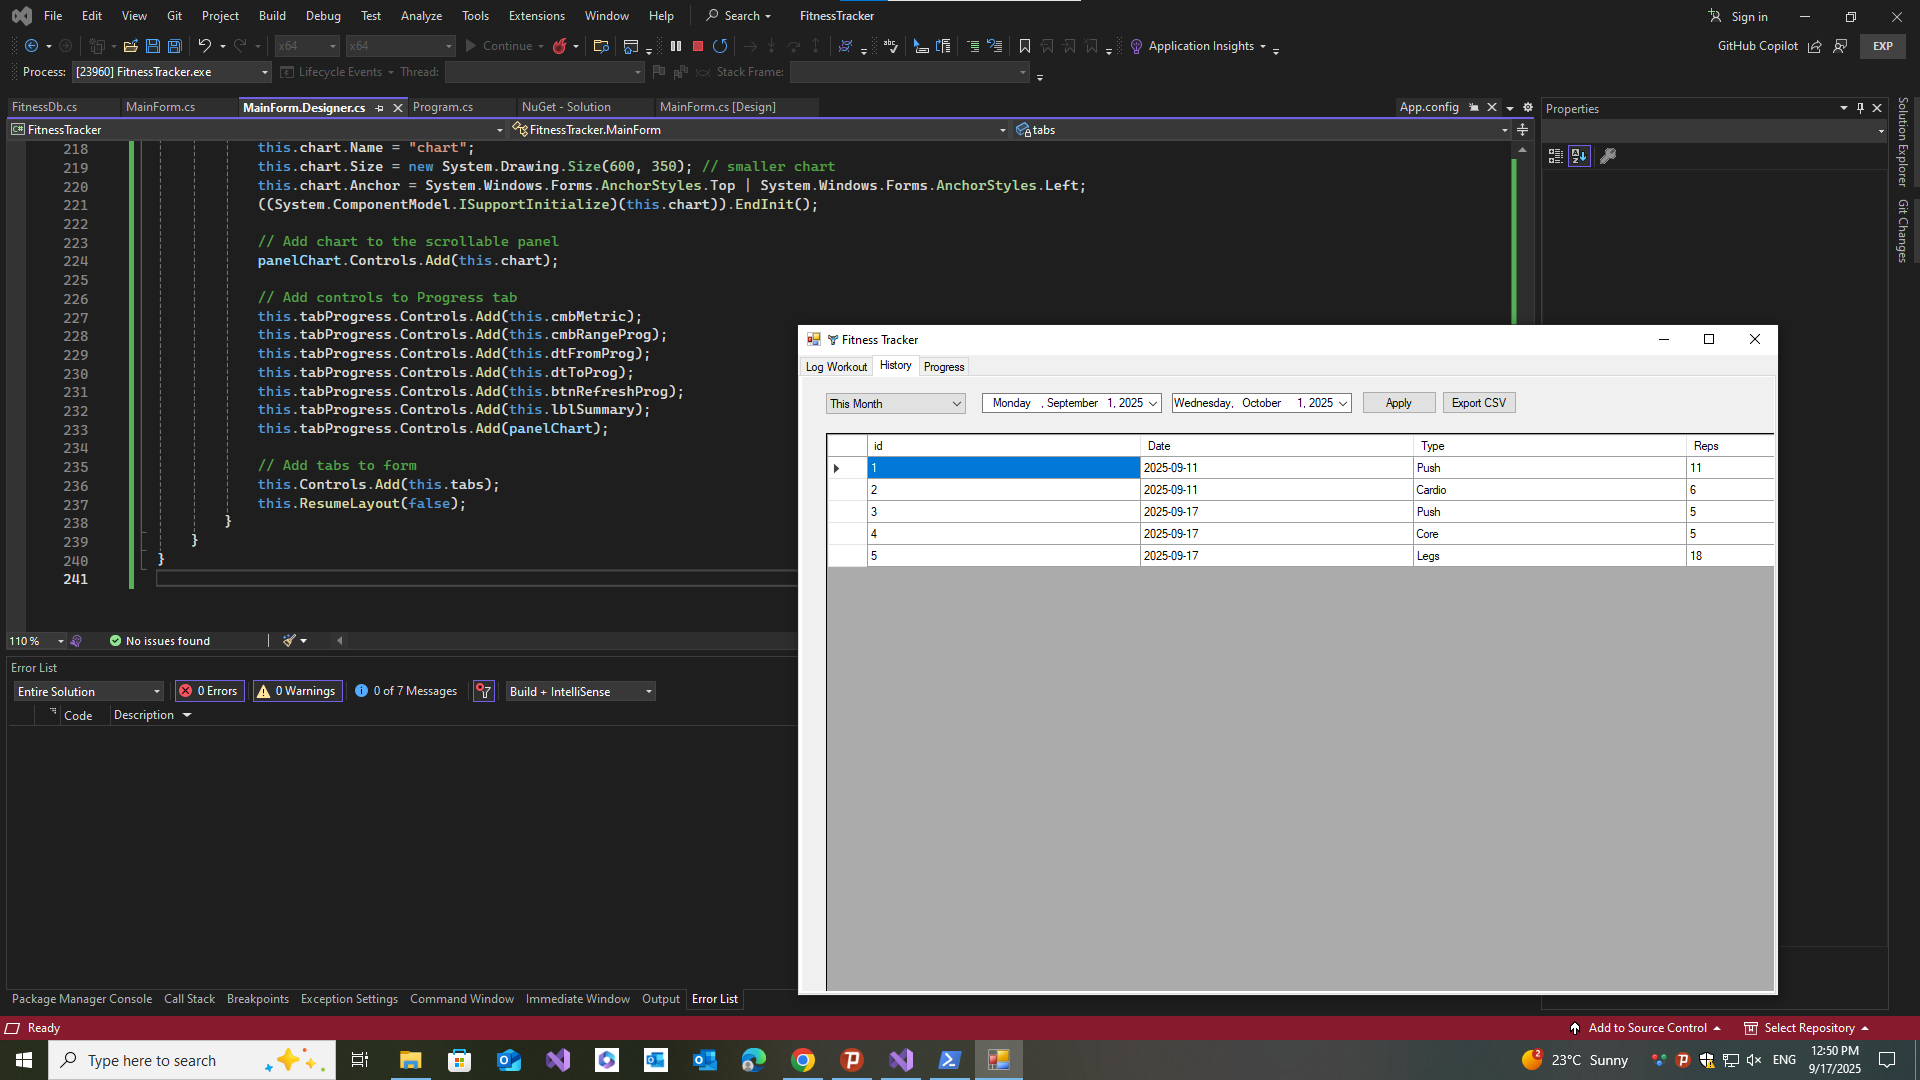 File Edit View Git Project Build Debug Test Analyze Tools Extensions Window Help Search FitnessTracker Sign in
x64 x64 Continue Application Insights GitHub Copilot EXP
Process: [23960] FitnessTracker.exe Lifecycle Events Thread: Stack Frame:
FitnessDb.cs MainForm.cs MainForm.Designer.cs Program.cs NuGet - Solution MainForm.cs [Design] App.config Properties
FitnessTracker FitnessTracker.MainForm tabs
218 this.chart.Name = "chart";
219 this.chart.Size = new System.Drawing.Size(600, 350); // smaller chart
220 this.chart.Anchor = System.Windows.Forms.AnchorStyles.Top | System.Windows.Forms.AnchorStyles.Left;
221 ((System.ComponentModel.ISupportInitialize)(this.chart)).EndInit();
222
223 // Add chart to the scrollable panel
224 panelChart.Controls.Add(this.chart);
225
226 // Add controls to Progress tab
227 this.tabProgress.Controls.Add(this.cmbMetric);
228 this.tabProgress.Controls.Add(this.cmbRangeProg);
229 this.tabProgress.Controls.Add(this.dtFromProg);
230 this.tabProgress.Controls.Add(this.dtToProg);
231 this.tabProgress.Controls.Add(this.btnRefreshProg);
232 this.tabProgress.Controls.Add(this.lblSummary);
233 this.tabProgress.Controls.Add(panelChart);
234
235 // Add tabs to form
236 this.Controls.Add(this.tabs);
237 this.ResumeLayout(false);
238 }
239 }
240 }
241
110 % No issues found
Error List
Entire Solution 0 Errors 0 Warnings 0 of 7 Messages Build + IntelliSense
Code Description
Package Manager Console Call Stack Breakpoints Exception Settings Command Window Immediate Window Output Error List
Solution Explorer
Git Changes
Fitness Tracker
Log Workout History Progress
This Month Monday , September 1, 2025 Wednesday, October 1, 2025 Apply Export CSV
id Date Type Reps
1 2025-09-11 Push 11
2 2025-09-11 Cardio 6
3 2025-09-17 Push 5
4 2025-09-17 Core 5
5 2025-09-17 Legs 18
Ready Add to Source Control Select Repository
Type here to search 2 23°C Sunny ENG 12:50 PM
9/17/2025